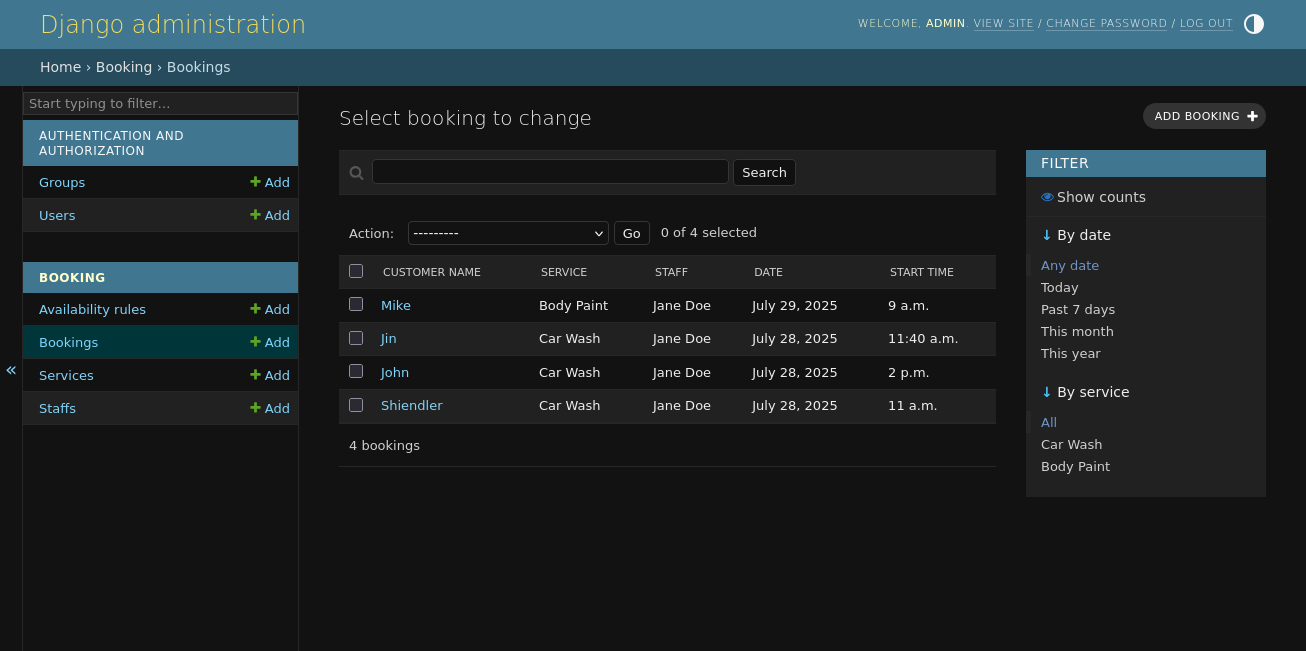 Django administration
WELCOME, ADMIN. VIEW SITE / CHANGE PASSWORD / LOG OUT
Home › Booking › Bookings
Start typing to filter...
AUTHENTICATION AND
AUTHORIZATION
Groups Add
Users Add
BOOKING
Availability rules Add
Bookings Add
Services Add
Staffs Add
«
Select booking to change
ADD BOOKING
Search
Action: --------- Go 0 of 4 selected
CUSTOMER NAME SERVICE STAFF DATE START TIME
Mike Body Paint Jane Doe July 29, 2025 9 a.m.
Jin Car Wash Jane Doe July 28, 2025 11:40 a.m.
John Car Wash Jane Doe July 28, 2025 2 p.m.
Shiendler Car Wash Jane Doe July 28, 2025 11 a.m.
4 bookings
FILTER
Show counts
↓ By date
Any date
Today
Past 7 days
This month
This year
↓ By service
All
Car Wash
Body Paint